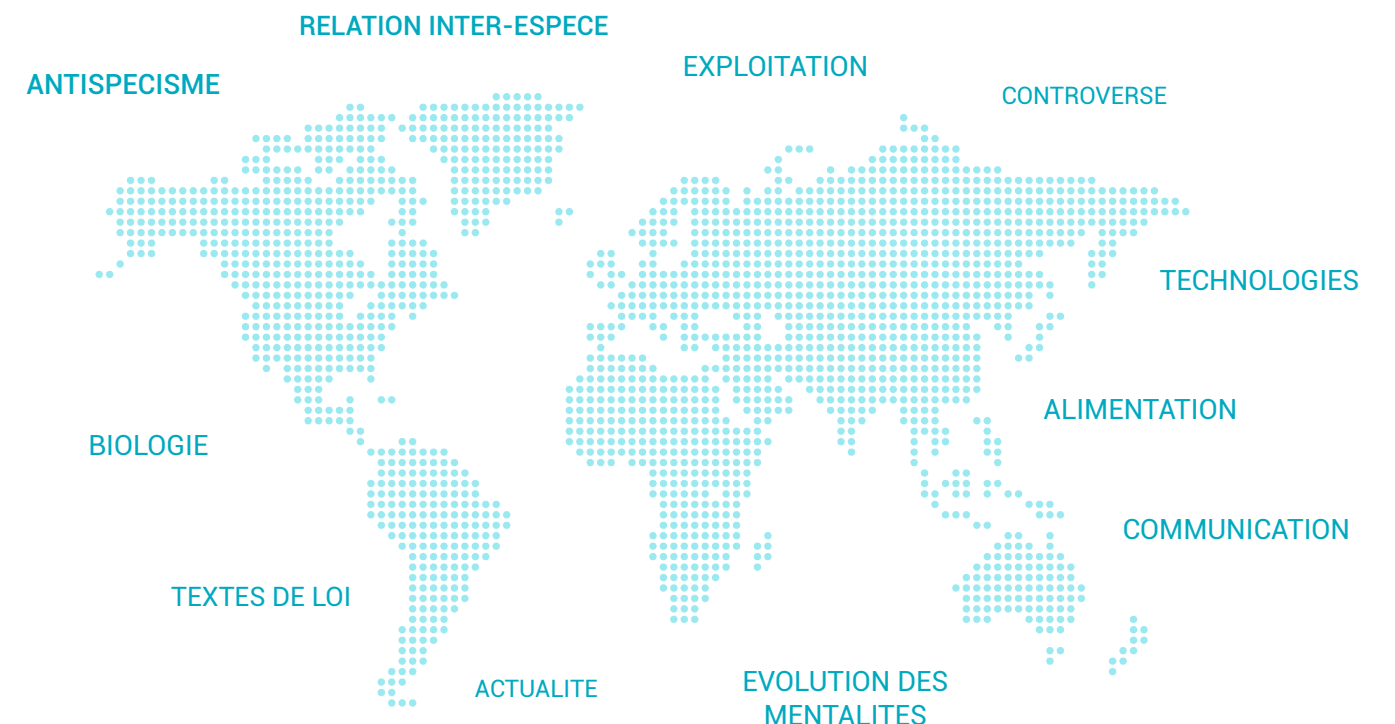 RELATION INTER-ESPECE
EXPLOITATION
ANTISPECISME
CONTROVERSE
TECHNOLOGIES
ALIMENTATION
BIOLOGIE
COMMUNICATION
TEXTES DE LOI
ACTUALITE
EVOLUTION DES
MENTALITES